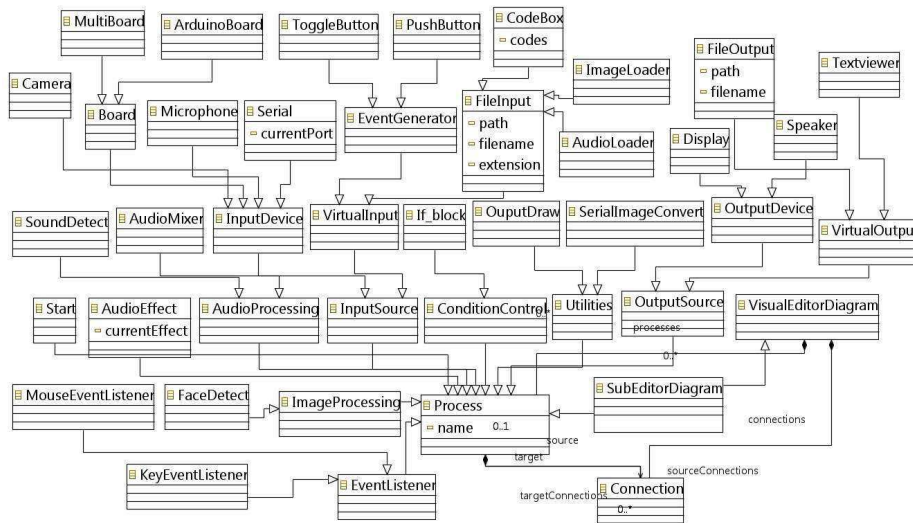 MultiBoard
ArduinoBoard
ToggleButton
PushButton
CodeBox
codes
FileOutput
path
filename
Textviewer
Camera
Board
Microphone
Serial
currentPort
EventGenerator
FileInput
path
filename
extension
ImageLoader
AudioLoader
Display
Speaker
SoundDetect
AudioMixer
InputDevice
VirtualInput
If_block
OuputDraw
SerialImageConvert
OutputDevice
VirtualOutput
Start
AudioEffect
currentEffect
AudioProcessing
InputSource
ConditionControl
0..*
Utilities
OutputSource
processes
0..*
VisualEditorDiagram
MouseEventListener
FaceDetect
ImageProcessing
Process
name
0..1
source
target
SubEditorDiagram
connections
sourceConnections
KeyEventListener
EventListener
targetConnections
Connection
0..*